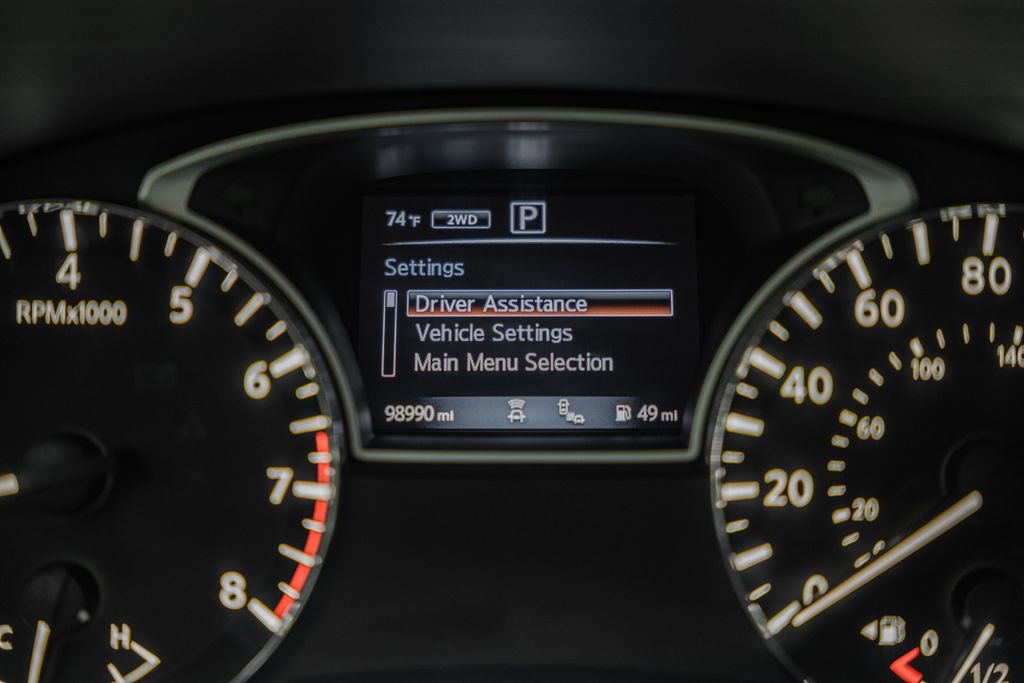 74°F 2WD P
Settings
Driver Assistance
Vehicle Settings
Main Menu Selection
98990 mi 49 mi
4
RPMx1000
5
6
7
8
C H
80
60
40
20
0
140
100
60
20
0
1/2